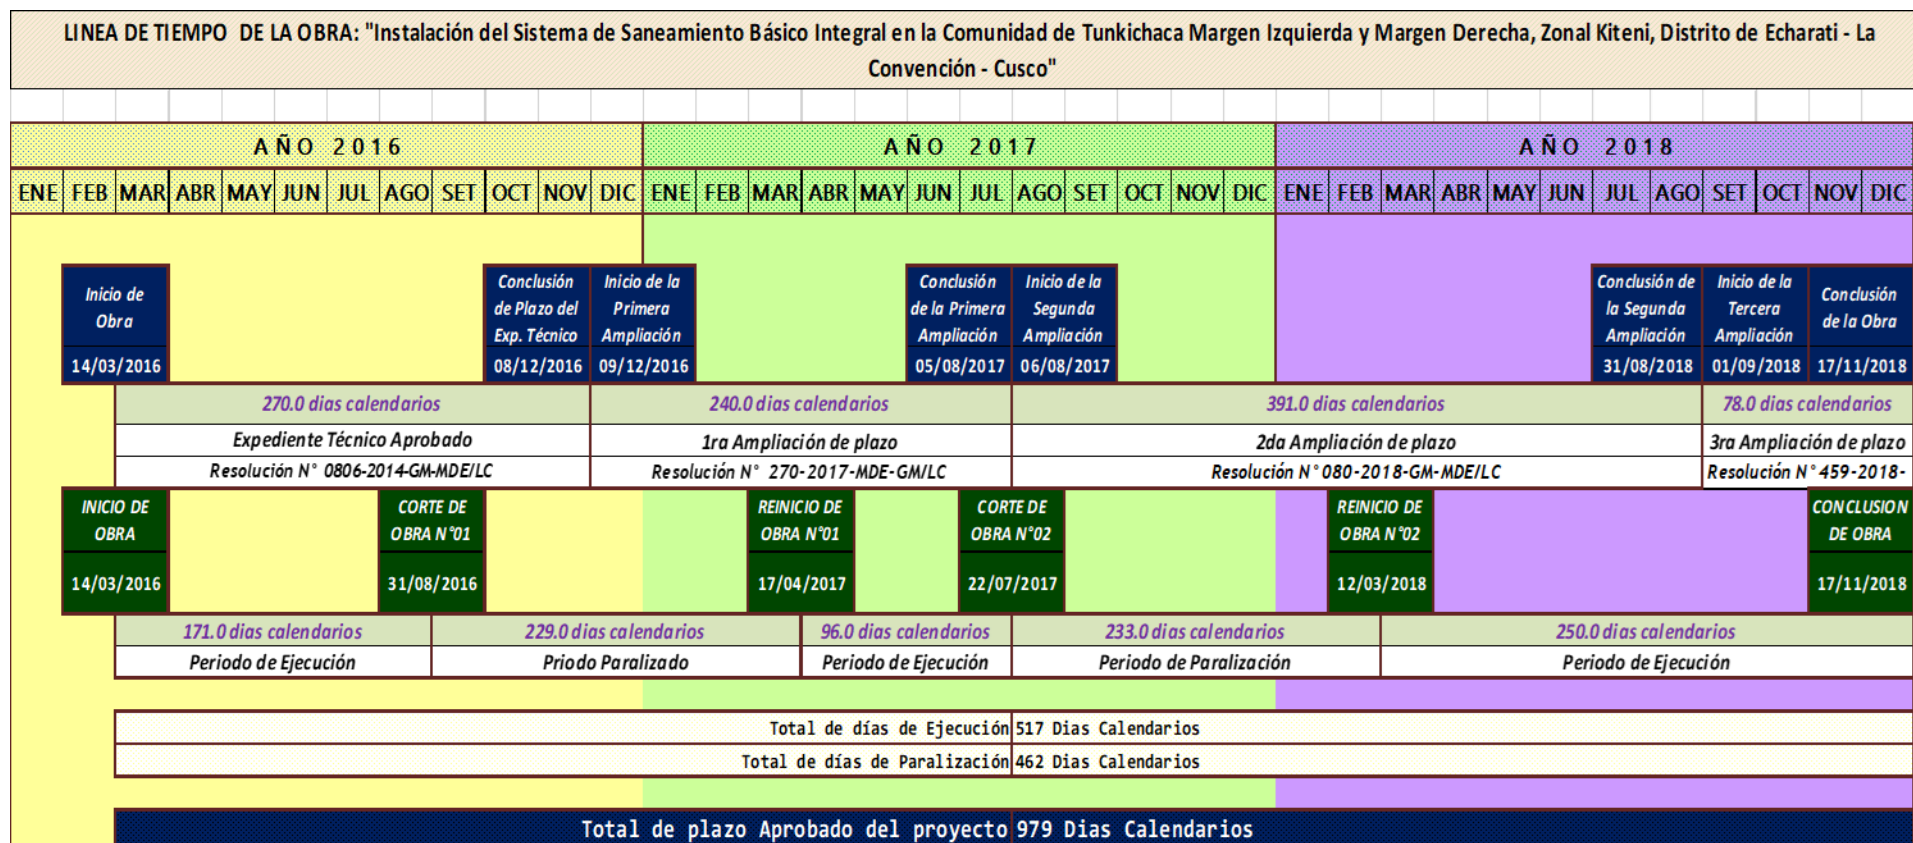 LINEA DE TIEMPO DE LA OBRA: "Instalación del Sistema de Saneamiento Básico Integral en la Comunidad de Tunkichaca Margen Izquierda y Margen Derecha, Zonal Kiteni, Distrito de Echarati - La
Convención - Cusco"
AÑO 2016 AÑO 2017 AÑO 2018
ENE FEB MAR ABR MAY JUN JUL AGO SET OCT NOV DIC ENE FEB MAR ABR MAY JUN JUL AGO SET OCT NOV DIC ENE FEB MAR ABR MAY JUN JUL AGO SET OCT NOV DIC
Inicio de
Obra
14/03/2016
Conclusión
de Plazo del
Exp. Técnico
08/12/2016
Inicio de la
Primera
Ampliación
09/12/2016
Conclusión
de la Primera
Ampliación
05/08/2017
Inicio de la
Segunda
Ampliación
06/08/2017
Conclusión de
la Segunda
Ampliación
31/08/2018
Inicio de la
Tercera
Ampliación
01/09/2018
Conclusión
de la Obra
17/11/2018
270.0 dias calendarios 240.0 dias calendarios 391.0 dias calendarios 78.0 dias calendarios
Expediente Técnico Aprobado 1ra Ampliación de plazo 2da Ampliación de plazo 3ra Ampliación de plazo
Resolución N° 0806-2014-GM-MDE/LC Resolución N° 270-2017-MDE-GM/LC Resolución N°080-2018-GM-MDE/LC Resolución N°459-2018-
INICIO DE
OBRA
14/03/2016
CORTE DE
OBRA N°01
31/08/2016
REINICIO DE
OBRA N°01
17/04/2017
CORTE DE
OBRA N°02
22/07/2017
REINICIO DE
OBRA N°02
12/03/2018
CONCLUSION
DE OBRA
17/11/2018
171.0 dias calendarios 229.0 dias calendarios 96.0 dias calendarios 233.0 dias calendarios 250.0 dias calendarios
Periodo de Ejecución Priodo Paralizado Periodo de Ejecución Periodo de Paralización Periodo de Ejecución
Total de días de Ejecución 517 Dias Calendarios
Total de días de Paralización 462 Dias Calendarios
Total de plazo Aprobado del proyecto 979 Dias Calendarios